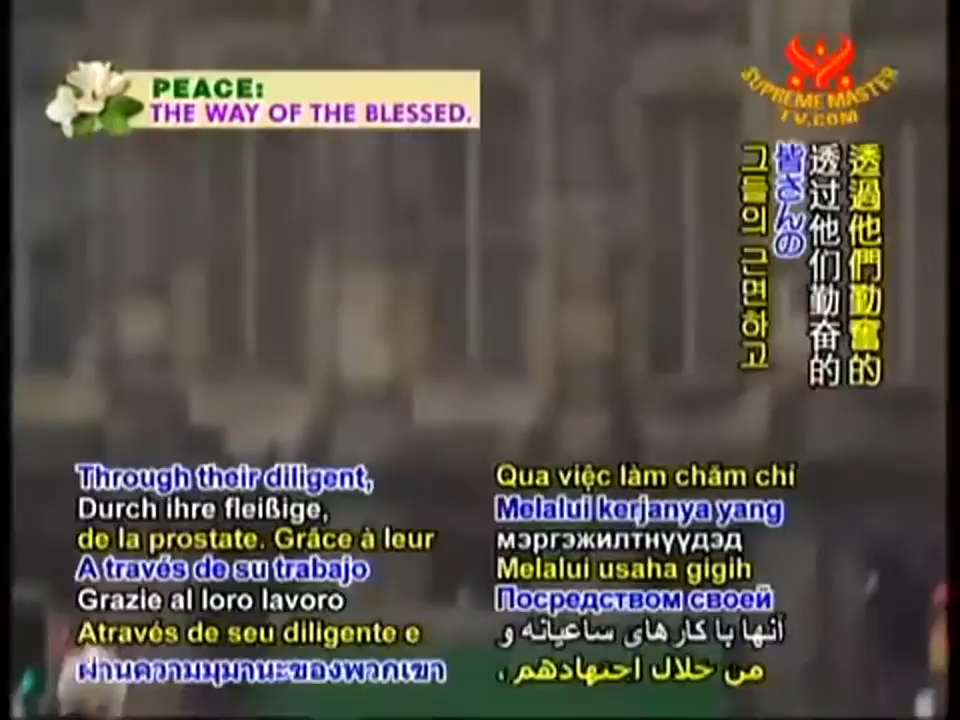 PEACE:
THE WAY OF THE BLESSED.
SUPREME MASTER
TV.COM
透過他們勤奮的
透过他们勤奋的
皆さんの
그들의 근면하고
Through their diligent,
Durch ihre fleißige,
de la prostate. Grâce à leur
A través de su trabajo
Grazie al loro lavoro
Através de seu diligente e
ผ่านความมุมานะของพวกเขา
Qua việc làm chăm chỉ
Melalui kerjanya yang
мэргэжилтнүүдэд
Melalui usaha gigih
Посредством своей
آنها با کارهای ساعیانه و
من خلال اجتهادهم،